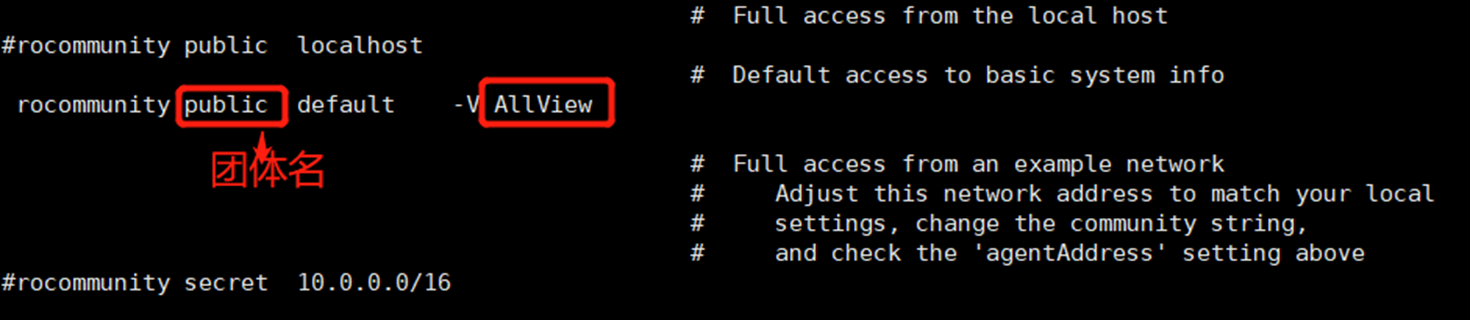 #  Full access from the local host
#rocommunity public  localhost
#  Default access to basic system info
 rocommunity public  default    -V AllView
团体名
#  Full access from an example network
#     Adjust this network address to match your local
#     settings, change the community string,
#     and check the 'agentAddress' setting above
#rocommunity secret  10.0.0.0/16